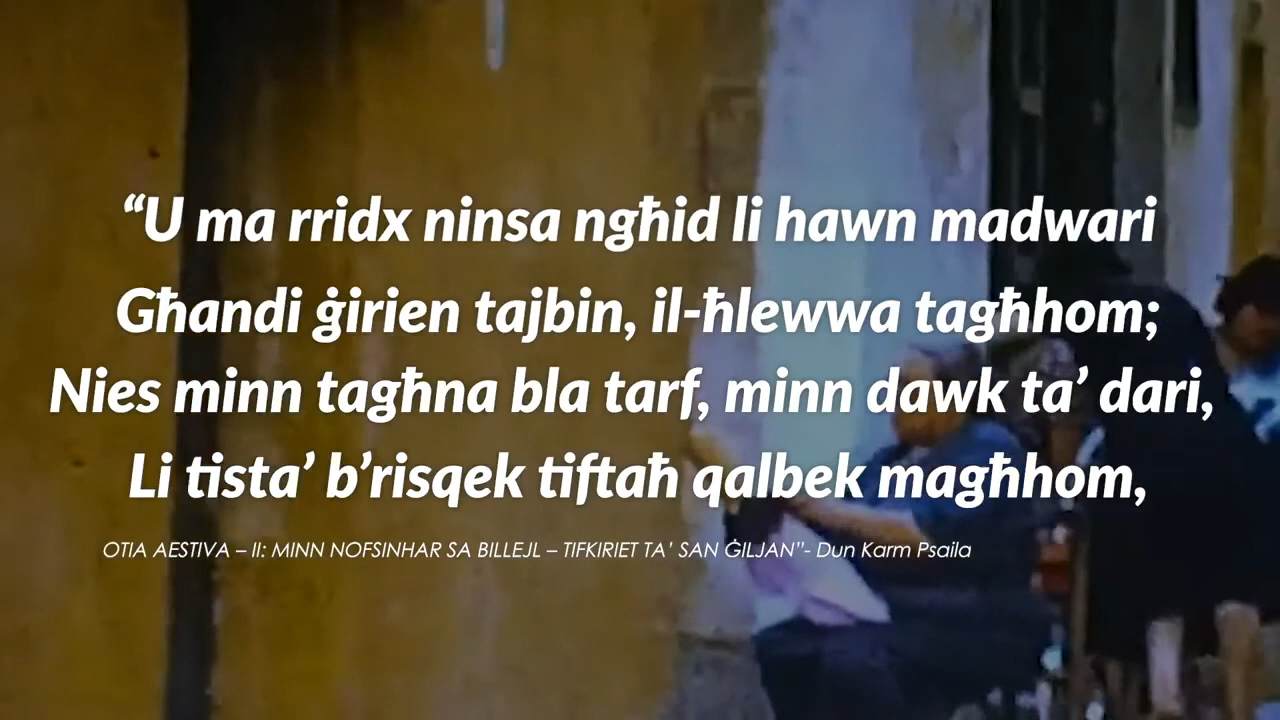 “U ma rridx ninsa ngħid li hawn madwari
Għandi ġirien tajbin, il-ħlewwa tagħhom;
Nies minn tagħna bla tarf, minn dawk ta’ dari,
Li tista’ b’risqek tiftaħ qalbek magħhom,
OTIA AESTIVA – II: MINN NOFSINHAR SA BILLEJL – TIFKIRIET TA’ SAN ĠILJAN”- Dun Karm Psaila